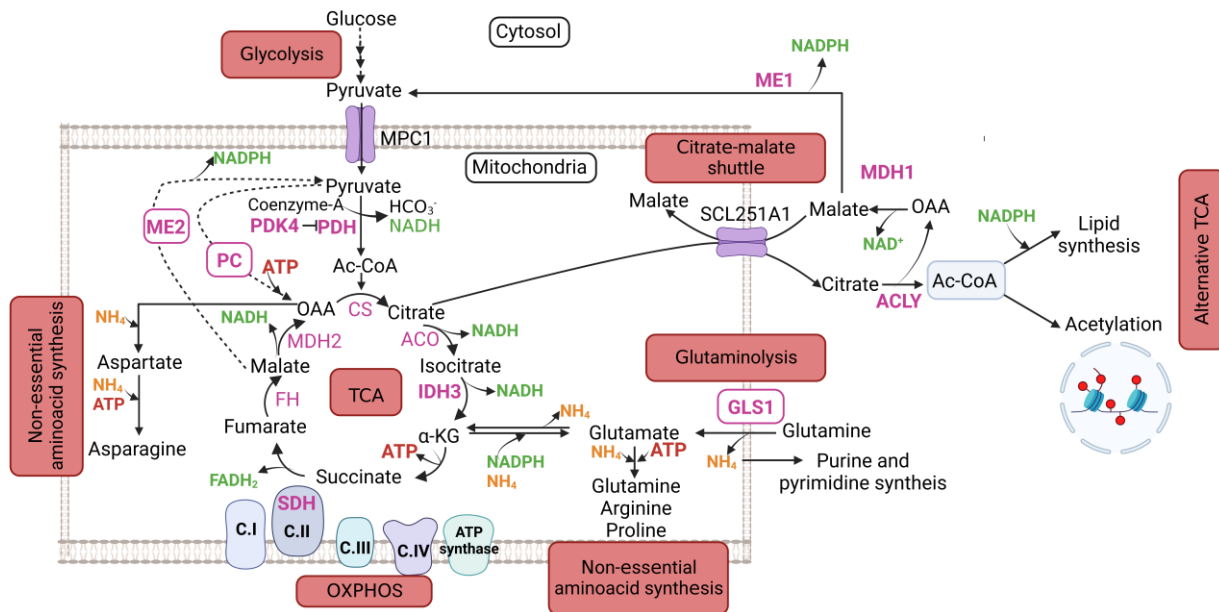 Glucose
Cytosol
Glycolysis
NADPH
ME1
Pyruvate
MPC1
Mitochondria
Citrate-malate
shuttle
NADPH
Pyruvate
Coenzyme-A
HCO₃⁻
PDK4
PDH
NADH
ME2
PC
ATP
Ac-CoA
OAA
CS
Citrate
NADH
MDH2
ACO
NADH
Malate
Isocitrate
TCA
IDH3
NADH
FH
Fumarate
α-KG
ATP
Succinate
FADH₂
SDH
C.I
C.II
C.III
C.IV
ATP
synthase
OXPHOS
Non-essential
aminoacid synthesis
NH₄
Aspartate
NH₄
ATP
Asparagine
MDH1
Malate
SCL251A1
Malate
OAA
NAD⁺
NADPH
Lipid
synthesis
Citrate
ACLY
Ac-CoA
Acetylation
Alternative TCA
Glutaminolysis
GLS1
NH₄
NADPH
NH₄
Glutamate
Glutamine
NH₄
ATP
NH₄
Purine and
pyrimidine syntheis
Glutamine
Arginine
Proline
Non-essential
aminoacid synthesis